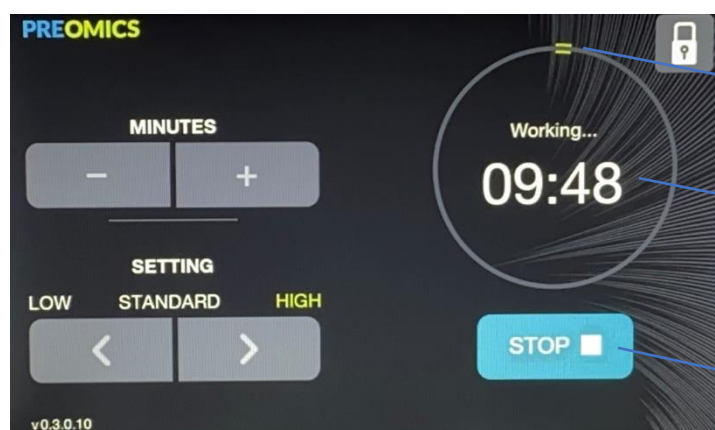 PREOMICS
MINUTES
− +
Working...
09:48
SETTING
LOW STANDARD HIGH
< >
STOP
v0.3.0.10